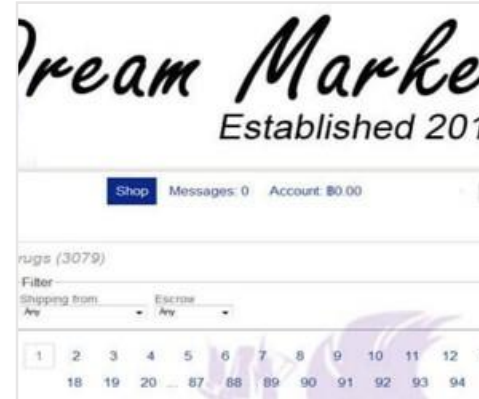 Dream Marke
Established 201
Shop Messages: 0 Account: ฿0.00
rugs (3079)
Filter
Shipping from Escrow
Any Any
1 2 3 4 5 6 7 8 9 10 11 12
18 19 20 ... 87 88 89 90 91 92 93 94